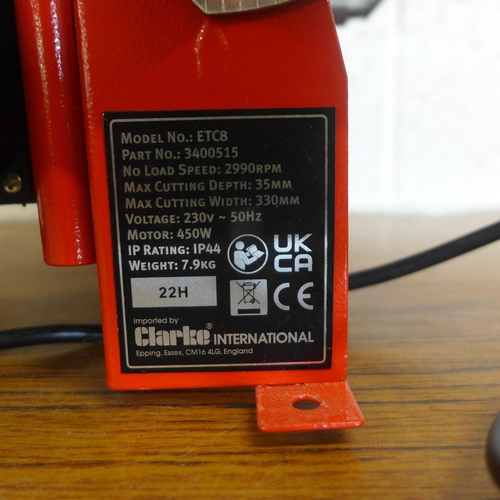 MODEL NO.: ETC8
PART NO.: 3400515
NO LOAD SPEED: 2990RPM
MAX CUTTING DEPTH: 35MM
MAX CUTTING WIDTH: 330MM
VOLTAGE: 230V ~ 50HZ
MOTOR: 450W
IP RATING: IP44
WEIGHT: 7.9KG
UK
CA
22H
CE
Imported by
Clarke® INTERNATIONAL
Epping, Essex, CM16 4LG, England